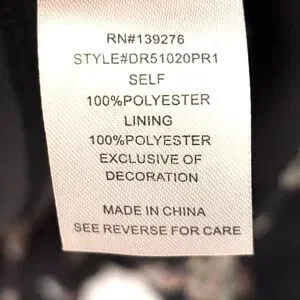 RN#139276
STYLE#DR51020PR1
SELF
100%POLYESTER
LINING
100%POLYESTER
EXCLUSIVE OF
DECORATION
MADE IN CHINA
SEE REVERSE FOR CARE